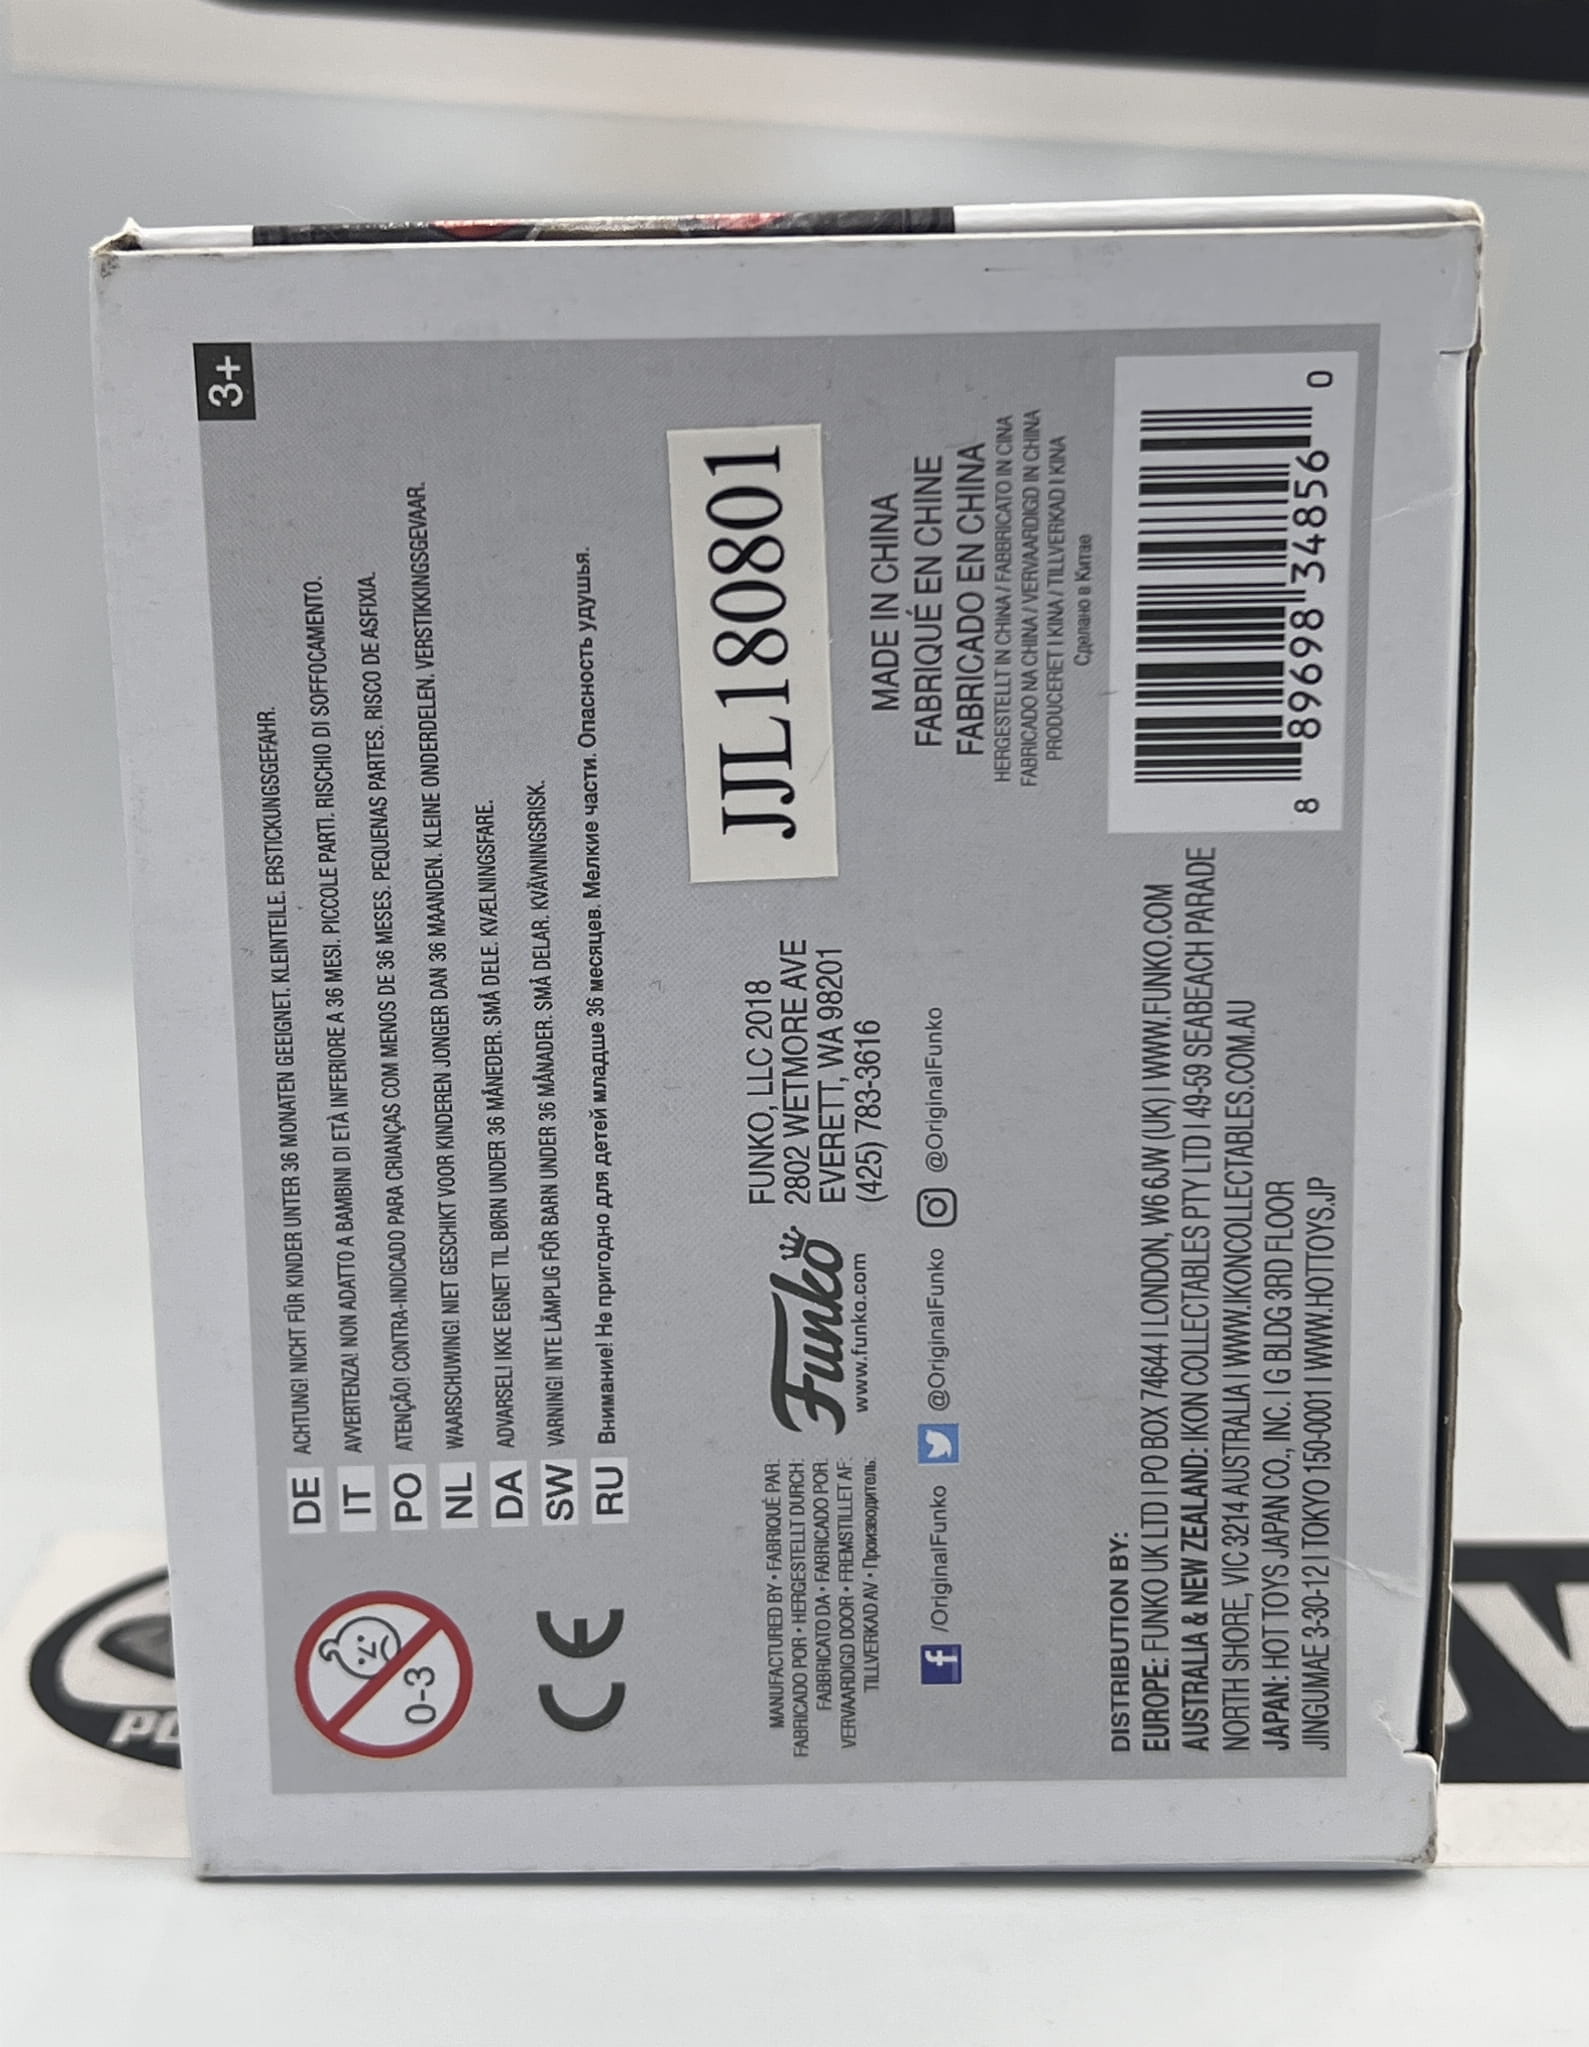 3+
DE ACHTUNG! NICHT FÜR KINDER UNTER 36 MONATEN GEEIGNET. KLEINTEILE. ERSTICKUNGSGEFAHR.
IT AVVERTENZA! NON ADATTO A BAMBINI DI ETÀ INFERIORE A 36 MESI. PICCOLE PARTI. RISCHIO DI SOFFOCAMENTO.
PO ATENÇÃO! CONTRA-INDICADO PARA CRIANÇAS COM MENOS DE 36 MESES. PEQUENAS PARTES. RISCO DE ASFIXIA.
NL WAARSCHUWING! NIET GESCHIKT VOOR KINDEREN JONGER DAN 36 MAANDEN. KLEINE ONDERDELEN. VERSTIKKINGSGEVAAR.
DA ADVARSEL! IKKE EGNET TIL BØRN UNDER 36 MÅNEDER. SMÅ DELE. KVÆLNINGSFARE.
SW VARNING! INTE LÄMPLIG FÖR BARN UNDER 36 MÅNADER. SMÅ DELAR. KVÄVNINGSRISK.
RU Внимание! Не пригодно для детей младше 36 месяцев. Мелкие части. Опасность удушья.
0-3
CE
MANUFACTURED BY • FABRIQUÉ PAR:
FABRICADO POR • HERGESTELLT DURCH:
FABBRICATO DA • FABRICADO POR:
VERVAARDIGD DOOR • FREMSTILLET AF:
TILLVERKAD AV • Производитель:
Funko
www.funko.com
FUNKO, LLC 2018
2802 WETMORE AVE
EVERETT, WA 98201
(425) 783-3616
/OriginalFunko @OriginalFunko @OriginalFunko
JJL180801
MADE IN CHINA
FABRIQUÉ EN CHINE
FABRICADO EN CHINA
HERGESTELLT IN CHINA / FABBRICATO IN CINA
FABRICADO NA CHINA / VERVAARDIGD IN CHINA
PRODUCERET I KINA / TILLVERKAD I KINA
Сделано в Китае
DISTRIBUTION BY:
EUROPE: FUNKO UK LTD | PO BOX 74644 | LONDON, W6 6JW (UK) | WWW.FUNKO.COM
AUSTRALIA & NEW ZEALAND: IKON COLLECTABLES PTY LTD | 49-59 SEABEACH PARADE
NORTH SHORE, VIC 3214 AUSTRALIA | WWW.IKONCOLLECTABLES.COM.AU
JAPAN: HOT TOYS JAPAN CO., INC. | G BLDG 3RD FLOOR
JINGUMAE 3-30-12 | TOKYO 150-0001 | WWW.HOTTOYS.JP
8 89698 34856 0